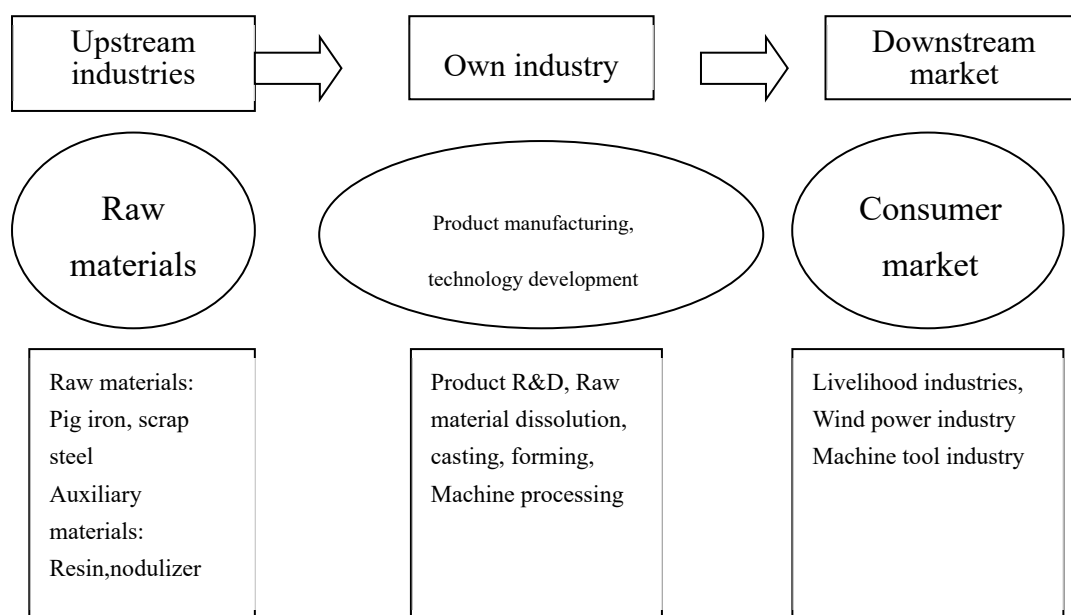 Upstream
industries
Own industry
Downstream
market
Raw
materials
Product manufacturing,
technology development
Consumer
market
Raw materials:
Pig iron, scrap
steel
Auxiliary
materials:
Resin,nodulizer
Product R&D, Raw
material dissolution,
casting, forming,
Machine processing
Livelihood industries,
Wind power industry
Machine tool industry